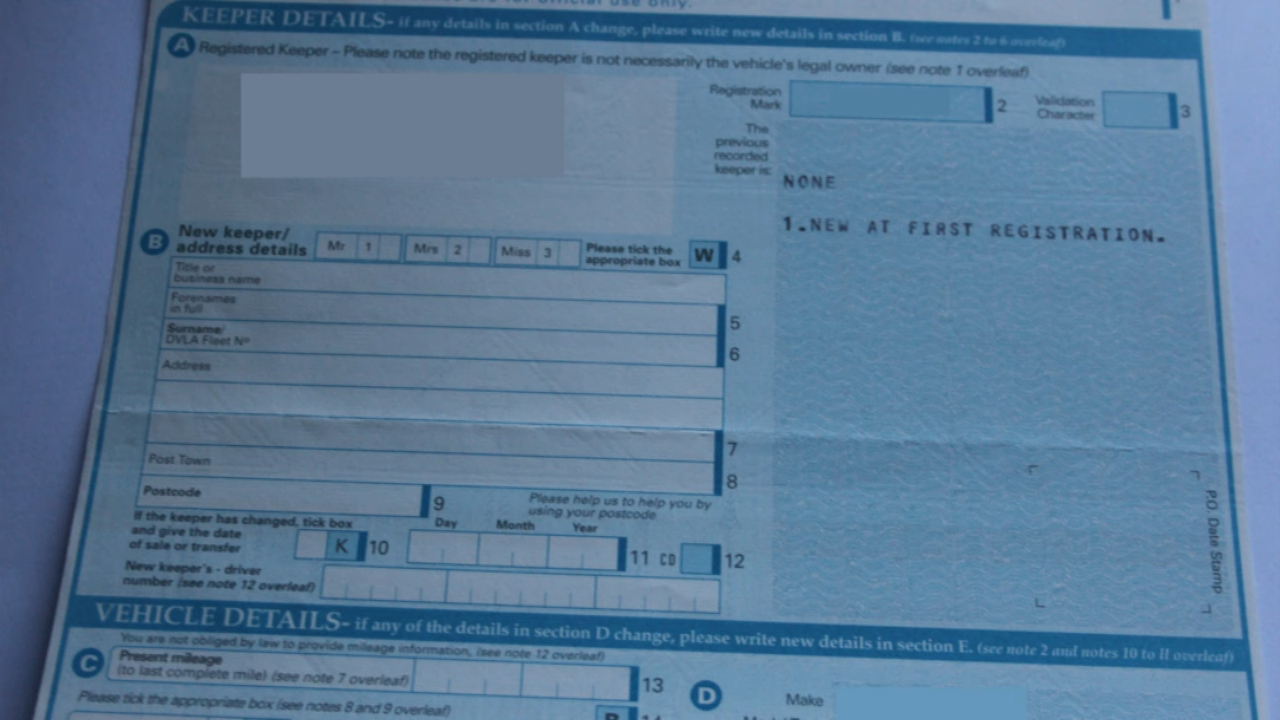 use only.
KEEPER DETAILS- if any details in section A change, please write new details in section B. (see notes 2 to 6 overleaf)
A Registered Keeper – Please note the registered keeper is not necessarily the vehicle's legal owner (see note 1 overleaf)
Registration Mark 2 Validation Character 3
The previous recorded keeper is:
NONE
1.NEW AT FIRST REGISTRATION.
B New keeper/ address details Mr 1 Mrs 2 Miss 3 Please tick the appropriate box W 4
Title or business name
Forenames in full 5
Surname/ DVLA Fleet Nº 6
Address
7
Post Town 8
Postcode 9 Please help us to help you by using your postcode
If the keeper has changed, tick box and give the date of sale or transfer K 10 Day Month Year 11 CD 12
New keeper's - driver number (see note 12 overleaf)
P.O. Date Stamp
VEHICLE DETAILS- if any of the details in section D change, please write new details in section E. (see note 2 and notes 10 to 11 overleaf)
You are not obliged by law to provide mileage information, (see note 12 overleaf)
C Present mileage (to last complete mile) (see note 7 overleaf) 13 D Make
Please tick the appropriate box (see notes 8 and 9 overleaf)